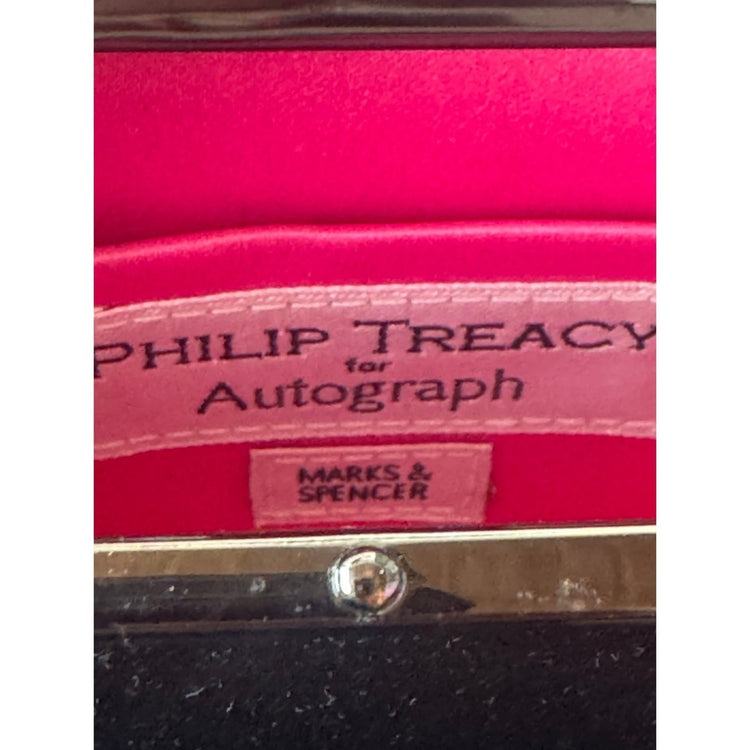 PHILIP TREACY
for
Autograph
MARKS &
SPENCER